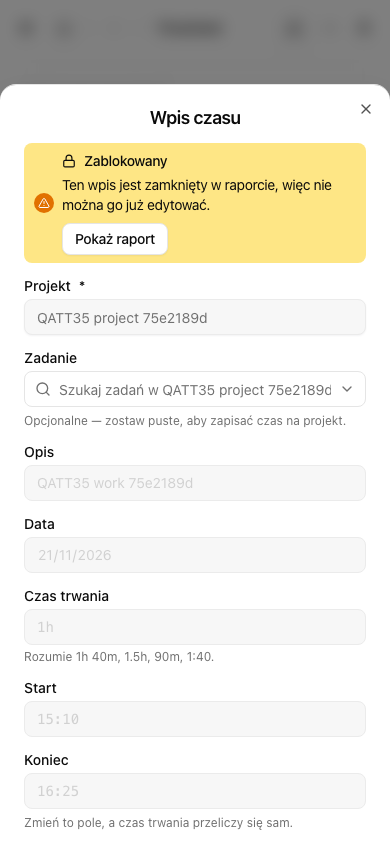 Wpis czasu
Zablokowany
Ten wpis jest zamknięty w raporcie, więc nie
można go już edytować.
Pokaż raport
Projekt *
QATT35 project 75e2189d
Zadanie
Szukaj zadań w QATT35 project 75e2189d
Opcjonalne — zostaw puste, aby zapisać czas na projekt.
Opis
QATT35 work 75e2189d
Data
21/11/2026
Czas trwania
1h
Rozumie 1h 40m, 1.5h, 90m, 1:40.
Start
15:10
Koniec
16:25
Zmień to pole, a czas trwania przeliczy się sam.